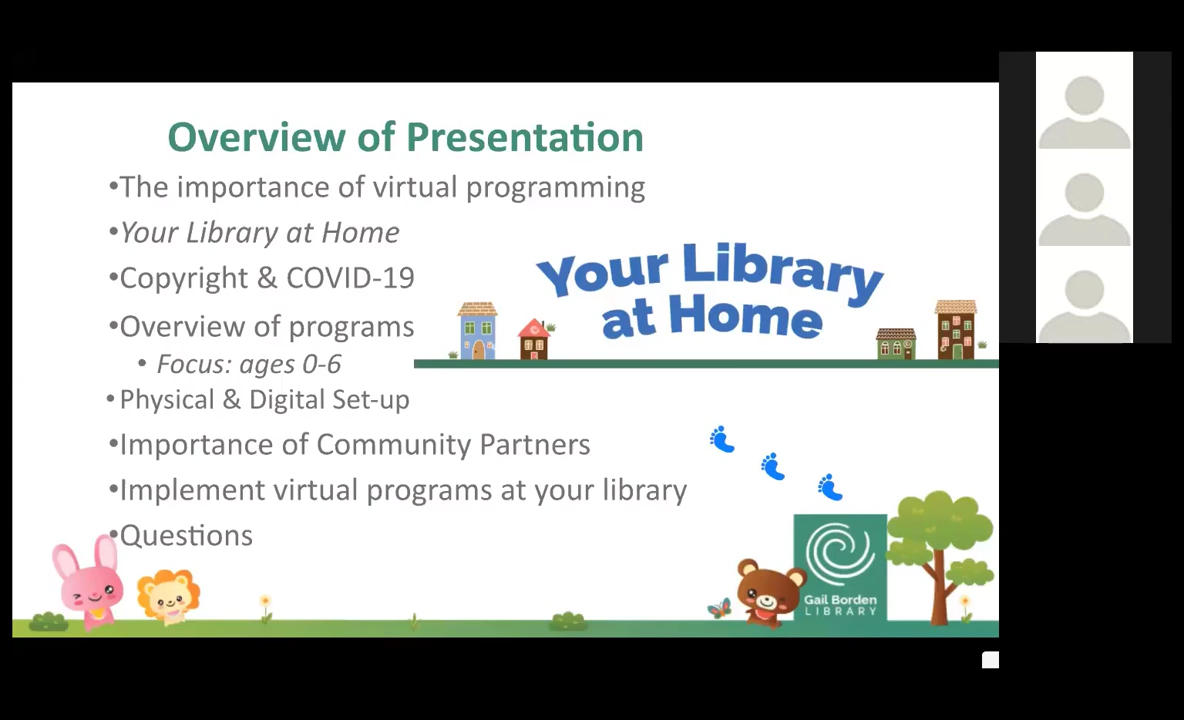 Overview of Presentation
•The importance of virtual programming
•Your Library at Home
•Copyright & COVID-19
•Overview of programs
• Focus: ages 0-6
• Physical & Digital Set-up
•Importance of Community Partners
•Implement virtual programs at your library
•Questions
Your Library
at Home
Gail Borden
LIBRARY